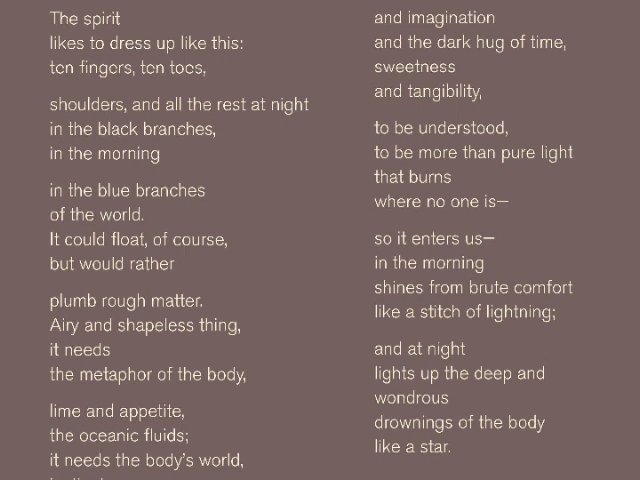 The spirit
likes to dress up like this:
ten fingers, ten toes,
shoulders, and all the rest at night
in the black branches,
in the morning
in the blue branches
of the world.
It could float, of course,
but would rather
plumb rough matter.
Airy and shapeless thing,
it needs
the metaphor of the body,
lime and appetite,
the oceanic fluids;
it needs the body's world,
and imagination
and the dark hug of time,
sweetness
and tangibility,
to be understood,
to be more than pure light
that burns
where no one is—
so it enters us—
in the morning
shines from brute comfort
like a stitch of lightning;
and at night
lights up the deep and
wondrous
drownings of the body
like a star.